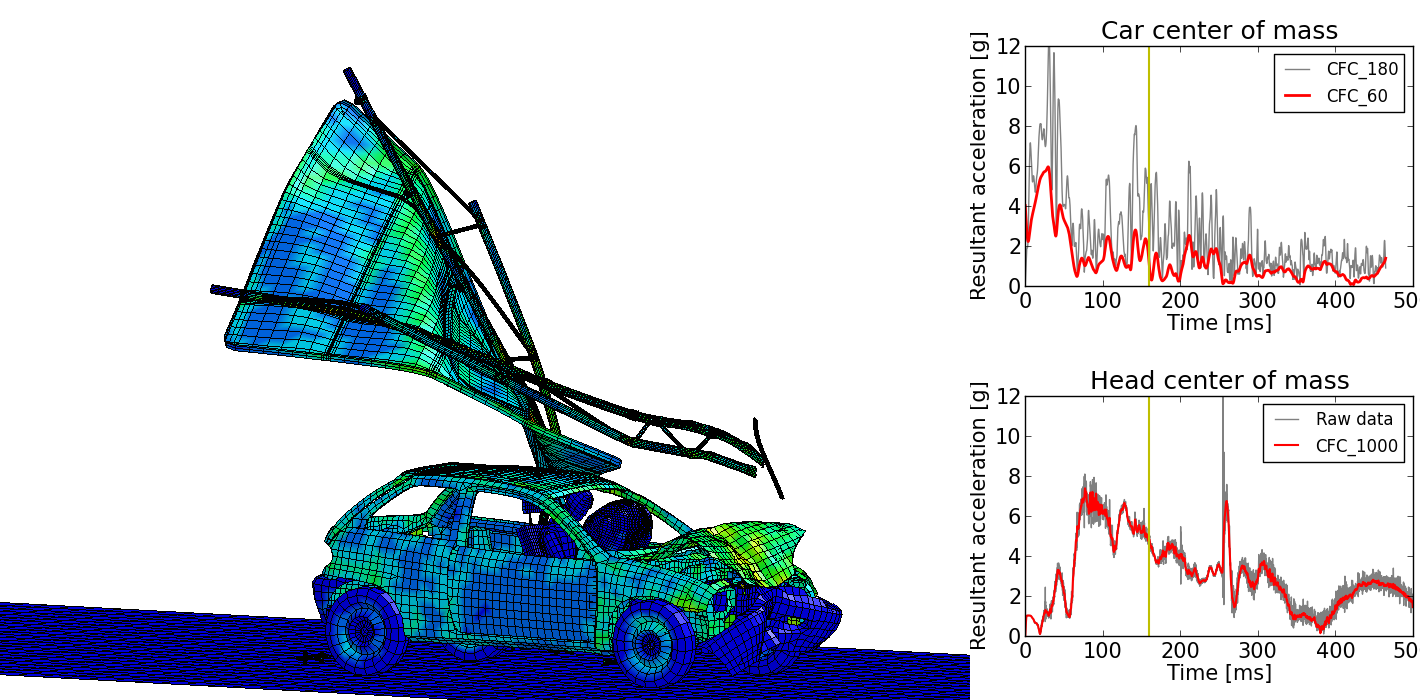 Car center of mass
Resultant acceleration [g]
12
10
8
6
4
2
0
CFC_180
CFC_60
0 100 200 300 400 50
Time [ms]
Head center of mass
Resultant acceleration [g]
12
10
8
6
4
2
0
Raw data
CFC_1000
0 100 200 300 400 50
Time [ms]